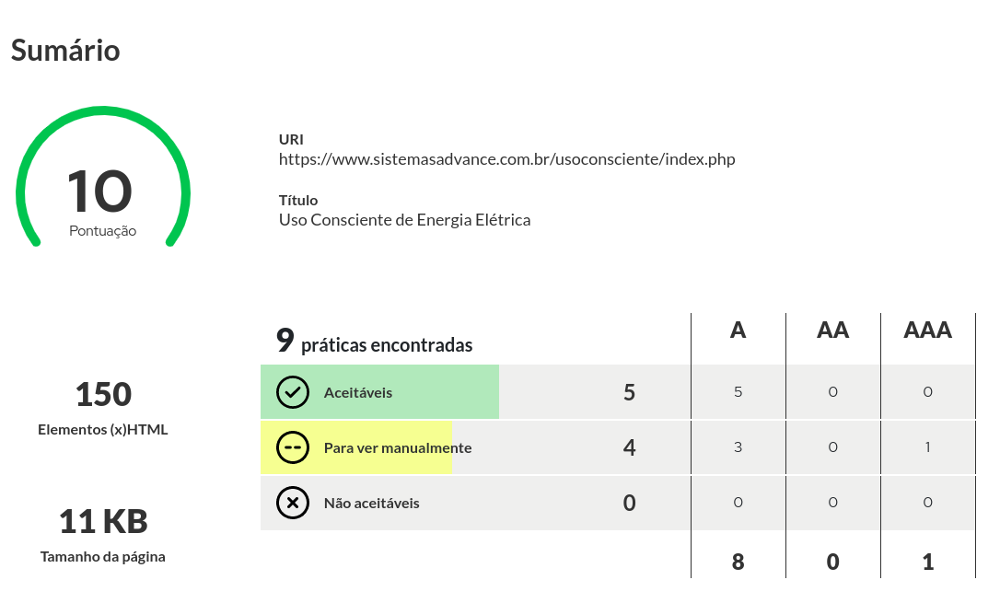 Sumário
10
Pontuação
URI
https://www.sistemasadvance.com.br/usoconsciente/index.php
Título
Uso Consciente de Energia Elétrica
150
Elementos (x)HTML
11 KB
Tamanho da página
9 práticas encontradas A AA AAA
Aceitáveis 5 5 0 0
Para ver manualmente 4 3 0 1
Não aceitáveis 0 0 0 0
8 0 1